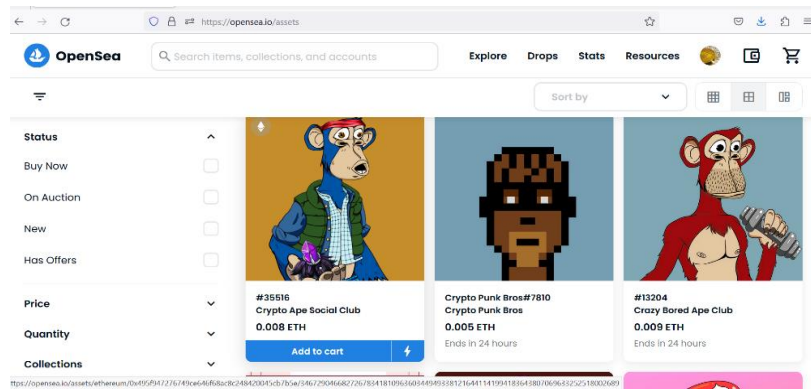 https://opensea.io/assets
OpenSea
Search items, collections, and accounts
Explore Drops Stats Resources
Sort by
Status
Buy Now
On Auction
New
Has Offers
Price
Quantity
Collections
#35516
Crypto Ape Social Club
0.008 ETH
Add to cart
Crypto Punk Bros#7810
Crypto Punk Bros
0.005 ETH
Ends in 24 hours
#13204
Crazy Bored Ape Club
0.009 ETH
Ends in 24 hours